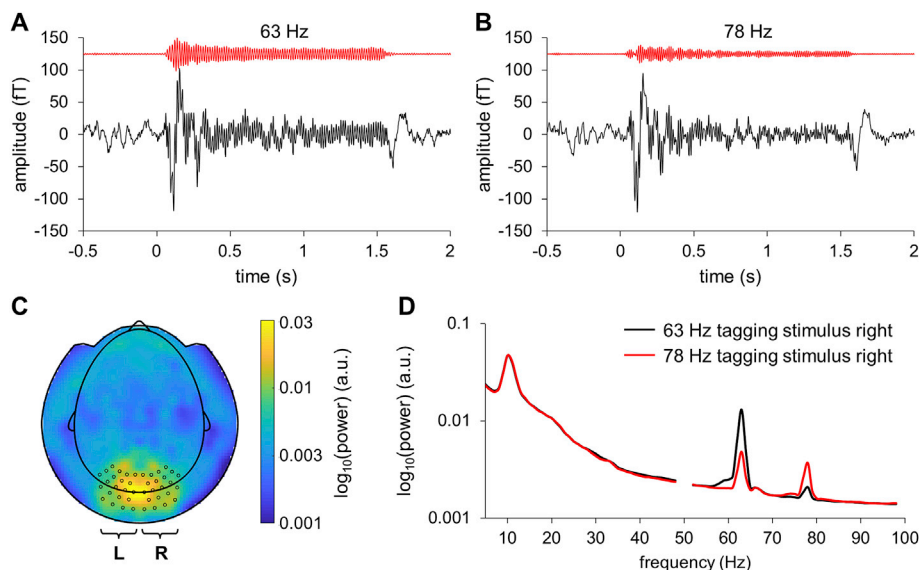 A
63 Hz
150
100
50
0
-50
-100
-150
amplitude (fT)
-0.5 0 0.5 1 1.5 2
time (s)
B
78 Hz
150
100
50
0
-50
-100
-150
amplitude (fT)
-0.5 0 0.5 1 1.5 2
time (s)
C
0.03
0.01
0.003
0.001
log10(power) (a.u.)
L R
D
63 Hz tagging stimulus right
78 Hz tagging stimulus right
0.1
0.01
0.001
log10(power) (a.u.)
10 20 30 40 50 60 70 80 90 100
frequency (Hz)